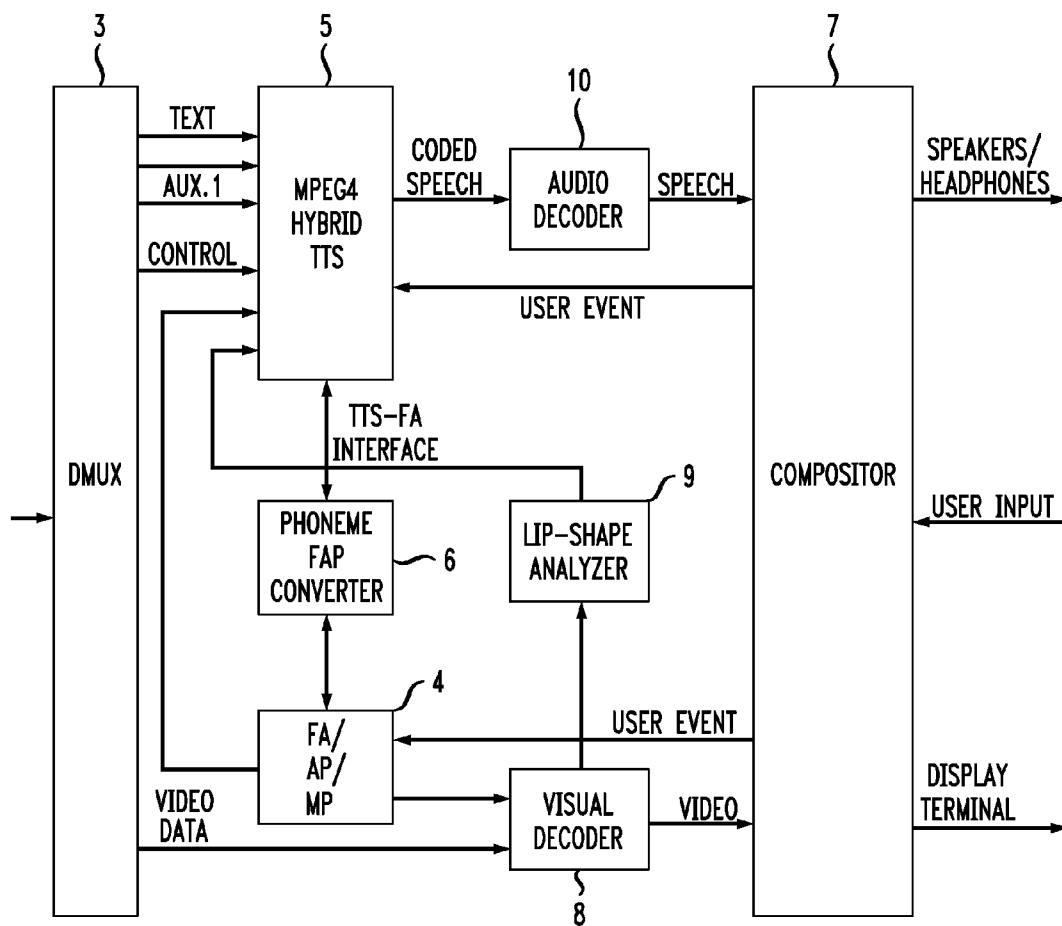 3
5
7
10
TEXT
AUX.1
CONTROL
MPEG4
HYBRID
TTS
CODED
SPEECH
AUDIO
DECODER
SPEECH
SPEAKERS/
HEADPHONES
USER EVENT
TTS-FA
INTERFACE
DMUX
COMPOSITOR
9
USER INPUT
PHONEME
FAP
CONVERTER
6
LIP-SHAPE
ANALYZER
4
FA/
AP/
MP
USER EVENT
VIDEO
DATA
VISUAL
DECODER
VIDEO
DISPLAY
TERMINAL
8